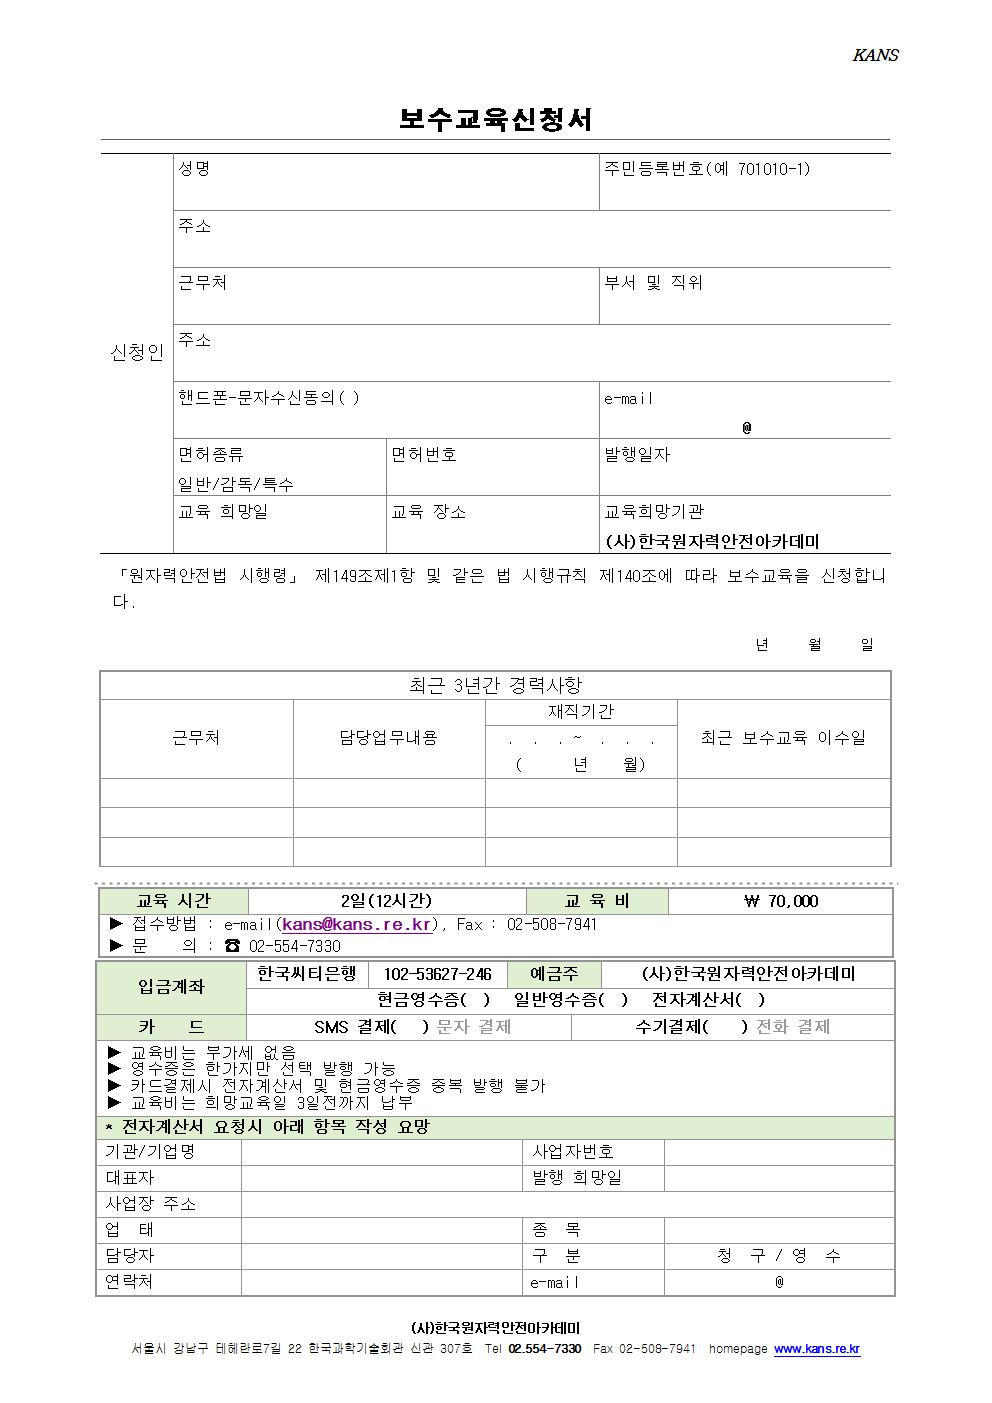 KANS
보수교육신청서
성명 주민등록번호(예 701010-1)
주소
근무처 부서 및 직위
신청인
주소
핸드폰-문자수신동의( ) e-mail
@
면허종류 면허번호 발행일자
일반/감독/특수
교육 희망일 교육 장소 교육희망기관
(사)한국원자력안전아카데미
「원자력안전법 시행령」 제149조제1항 및 같은 법 시행규칙 제140조에 따라 보수교육을 신청합니
다.
년 월 일
최근 3년간 경력사항
재직기간
근무처 담당업무내용 . . . ~ . . . 최근 보수교육 이수일
( 년 월)
교육 시간 2일(12시간) 교 육 비 ₩ 70,000
▶ 접수방법 : e-mail(kans@kans.re.kr), Fax : 02-508-7941
▶ 문 의 : ☎ 02-554-7330
입금계좌 한국씨티은행 102-53627-246 예금주 (사)한국원자력안전아카데미
현금영수증( ) 일반영수증( ) 전자계산서( )
카 드 SMS 결제( ) 문자 결제 수기결제( ) 전화 결제
▶ 교육비는 부가세 없음
▶ 영수증은 한가지만 선택 발행 가능
▶ 카드결제시 전자계산서 및 현금영수증 중복 발행 불가
▶ 교육비는 희망교육일 3일전까지 납부
* 전자계산서 요청시 아래 항목 작성 요망
기관/기업명 사업자번호
대표자 발행 희망일
사업장 주소
업 태 종 목
담당자 구 분 청 구 / 영 수
연락처 e-mail @
(사)한국원자력안전아카데미
서울시 강남구 테헤란로7길 22 한국과학기술회관 신관 307호 Tel 02.554-7330 Fax 02-508-7941 homepage www.kans.re.kr